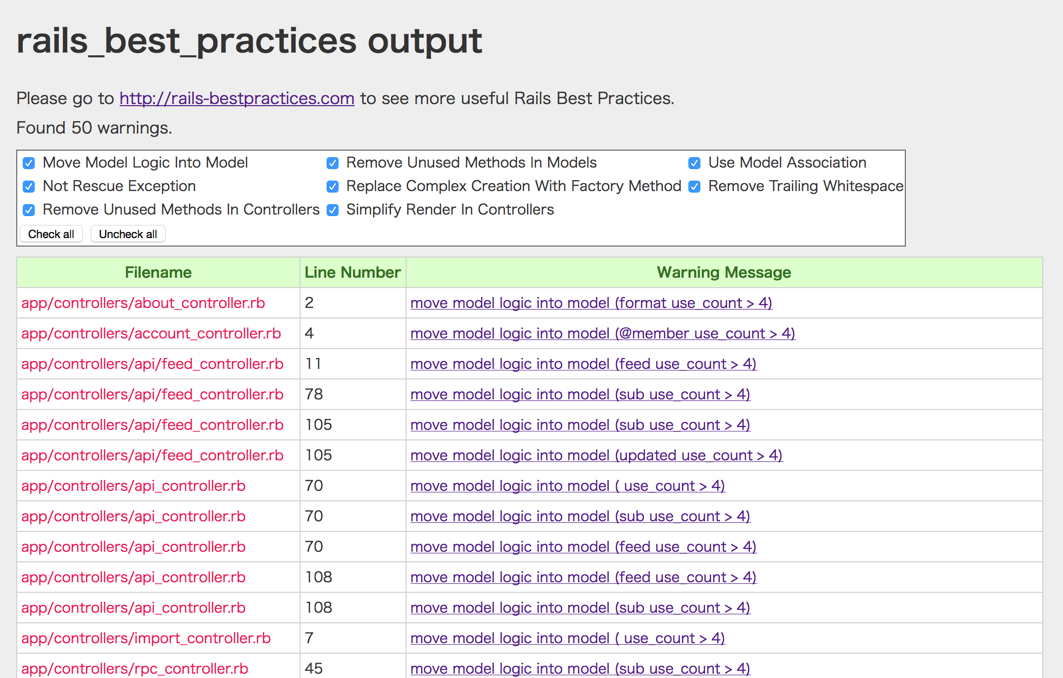 rails_best_practices output
Please go to http://rails-bestpractices.com to see more useful Rails Best Practices.
Found 50 warnings.
Move Model Logic Into Model Remove Unused Methods In Models Use Model Association
Not Rescue Exception Replace Complex Creation With Factory Method Remove Trailing Whitespace
Remove Unused Methods In Controllers Simplify Render In Controllers
Check all Uncheck all
Filename Line Number Warning Message
app/controllers/about_controller.rb 2 move model logic into model (format use_count > 4)
app/controllers/account_controller.rb 4 move model logic into model (@member use_count > 4)
app/controllers/api/feed_controller.rb 11 move model logic into model (feed use_count > 4)
app/controllers/api/feed_controller.rb 78 move model logic into model (sub use_count > 4)
app/controllers/api/feed_controller.rb 105 move model logic into model (sub use_count > 4)
app/controllers/api/feed_controller.rb 105 move model logic into model (updated use_count > 4)
app/controllers/api_controller.rb 70 move model logic into model ( use_count > 4)
app/controllers/api_controller.rb 70 move model logic into model (sub use_count > 4)
app/controllers/api_controller.rb 70 move model logic into model (feed use_count > 4)
app/controllers/api_controller.rb 108 move model logic into model (feed use_count > 4)
app/controllers/api_controller.rb 108 move model logic into model (sub use_count > 4)
app/controllers/import_controller.rb 7 move model logic into model ( use_count > 4)
app/controllers/rpc_controller.rb 45 move model logic into model (sub use_count > 4)